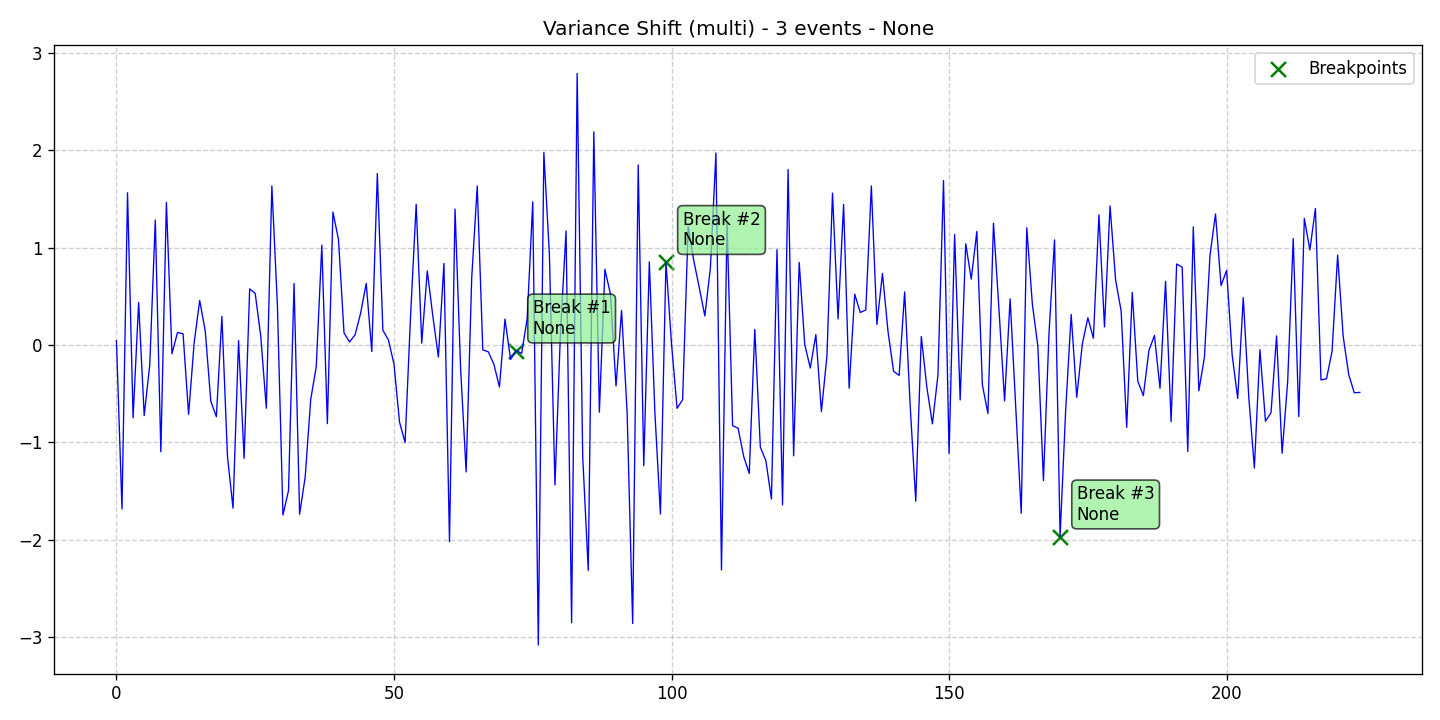 Variance Shift (multi) - 3 events - None
Breakpoints
3
2
1
0
−1
−2
−3
Break #2
None
Break #1
None
Break #3
None
0
50
100
150
200